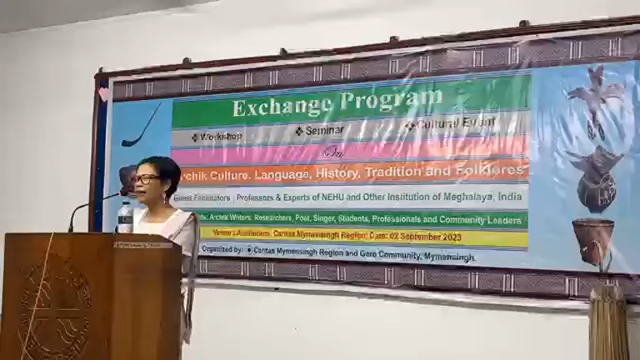 Exchange Program
❖ Workshop ❖ Seminar ❖ Cultural Event
On
rchik Culture, Language, History, Tradition and Folklores
Guest Facilitators : Professors & Experts of NEHU and Other Institution of Meghalaya, India
nts: A·chik Writers, Researchers, Poet, Singer, Students, Professionals and Community Leaders
Venue: Auditorium, Caritas Mymensingh Region; Date: 02 September 2023
Organized by: Caritas Mymensingh Region and Garo Community, Mymensingh.